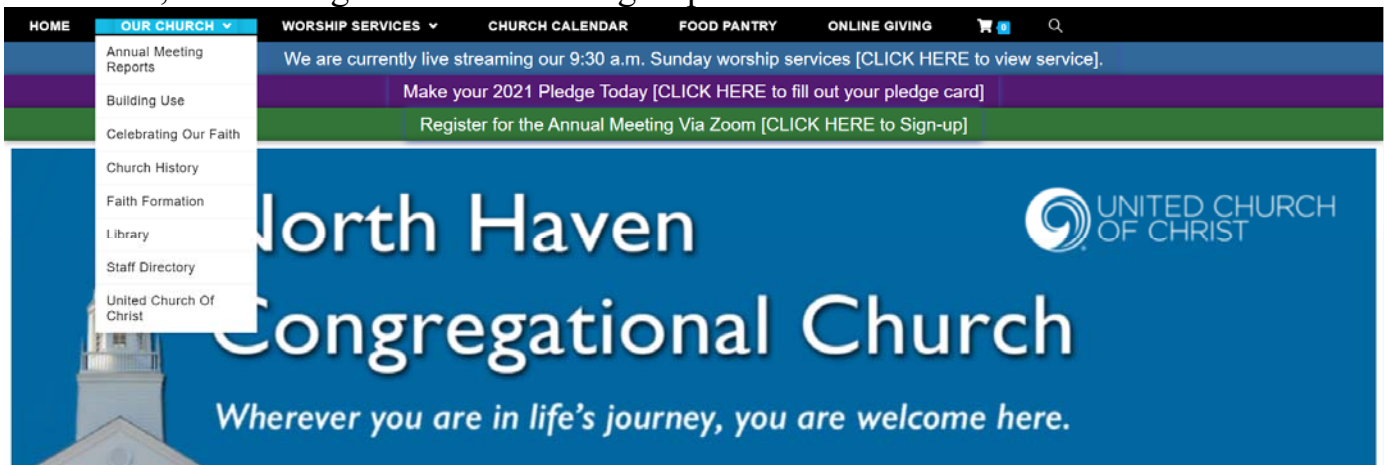 HOME OUR CHURCH WORSHIP SERVICES CHURCH CALENDAR FOOD PANTRY ONLINE GIVING 0
Annual Meeting
Reports
Building Use
Celebrating Our Faith
Church History
Faith Formation
Library
Staff Directory
United Church Of
Christ
We are currently live streaming our 9:30 a.m. Sunday worship services [CLICK HERE to view service].
Make your 2021 Pledge Today [CLICK HERE to fill out your pledge card]
Register for the Annual Meeting Via Zoom [CLICK HERE to Sign-up]
North Haven
Congregational Church
Wherever you are in life's journey, you are welcome here.
UNITED CHURCH
OF CHRIST